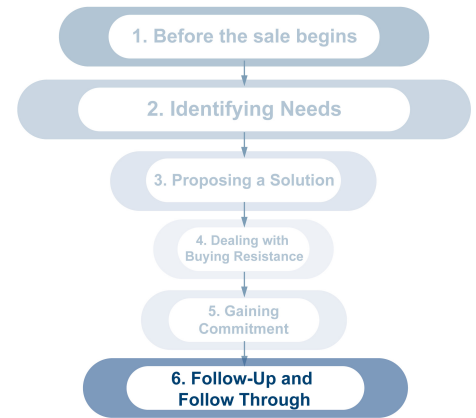 1. Before the sale begins
2. Identifying Needs
3. Proposing a Solution
4. Dealing with
Buying Resistance
5. Gaining
Commitment
6. Follow-Up and
Follow Through